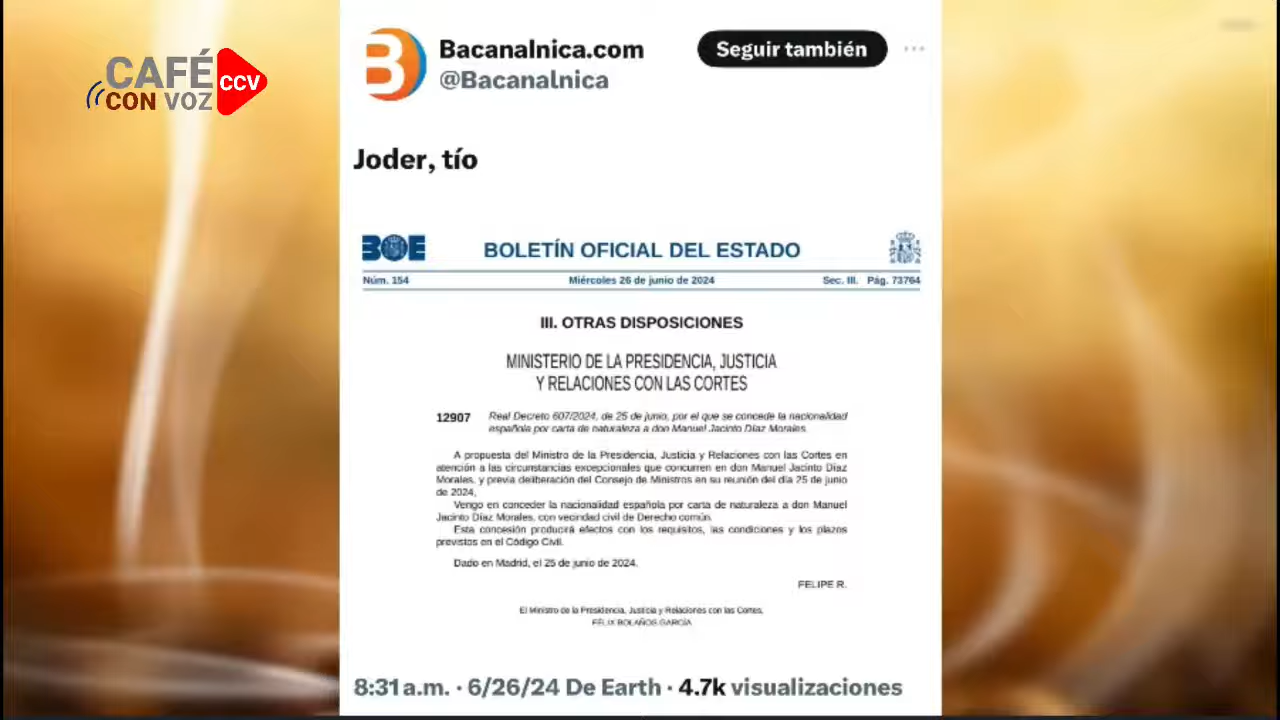 CAFÉ
CON VOZ
CCV
Bacanalnica.com
@Bacanalnica
Seguir también
Joder, tío
BOE
BOLETÍN OFICIAL DEL ESTADO
Núm. 154
Miércoles 26 de junio de 2024
Sec. III. Pág. 73764
III. OTRAS DISPOSICIONES
MINISTERIO DE LA PRESIDENCIA, JUSTICIA
Y RELACIONES CON LAS CORTES
12907 Real Decreto 607/2024, de 25 de junio, por el que se concede la nacionalidad
española por carta de naturaleza a don Manuel Jacinto Díaz Morales.
A propuesta del Ministro de la Presidencia, Justicia y Relaciones con las Cortes en
atención a las circunstancias excepcionales que concurren en don Manuel Jacinto Díaz
Morales, y previa deliberación del Consejo de Ministros en su reunión del día 25 de junio
de 2024,
Vengo en conceder la nacionalidad española por carta de naturaleza a don Manuel
Jacinto Díaz Morales, con vecindad civil de Derecho común.
Esta concesión producirá efectos con los requisitos, las condiciones y los plazos
previstos en el Código Civil.
Dado en Madrid, el 25 de junio de 2024.
FELIPE R.
El Ministro de la Presidencia, Justicia y Relaciones con las Cortes,
FÉLIX BOLAÑOS GARCÍA
8:31 a.m. · 6/26/24 De Earth · 4.7k visualizaciones